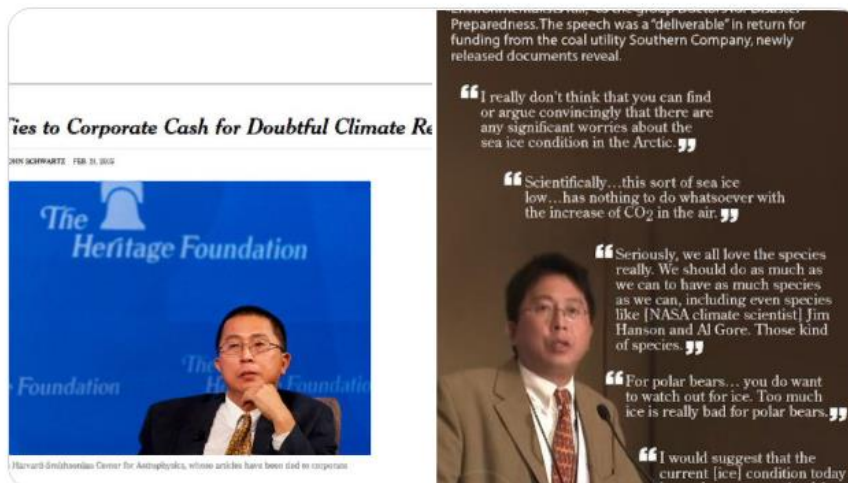 Ties to Corporate Cash for Doubtful Climate Re
JOHN SCHWARTZ FEB. 21, 2015
The
Heritage Foundation
The
Heritage Foundation
Foundation
Harvard-Smithsonian Center for Astrophysics, whose articles have been tied to corporate
Preparedness.The speech was a "deliverable" in return for
funding from the coal utility Southern Company, newly
released documents reveal.
❝I really don't think that you can find
or argue convincingly that there are
any significant worries about the
sea ice condition in the Arctic.❞
❝Scientifically…this sort of sea ice
low…has nothing to do whatsoever with
the increase of CO₂ in the air.❞
❝Seriously, we all love the species
really. We should do as much as
we can to have as much species
as we can, including even species
like [NASA climate scientist] Jim
Hanson and Al Gore. Those kind
of species.❞
❝For polar bears… you do want
to watch out for ice. Too much
ice is really bad for polar bears.❞
❝I would suggest that the
current [ice] condition today